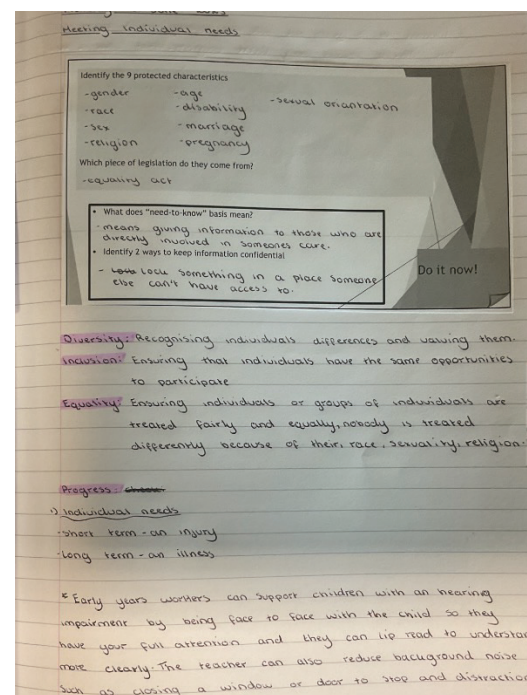 Meeting individual needs
Identify the 9 protected characteristics
-gender -age -sexual oriantation
-race -disability
-sex -marriage
-religion -pregnancy
Which piece of legislation do they come from?
-equality act
• What does "need-to-know" basis mean?
- means giving information to those who are
directly involved in someones care.
• Identify 2 ways to keep information confidential
- Lock something in a place someone
else can't have access to.
Do it now!
Diversity: Recognising individuals differences and valuing them.
Inclusion: Ensuring that individuals have the same opportunities
to participate
Equality: Ensuring individuals or groups of individuals are
treated fairly and equally, nobody is treated
differently because of their, race, sexuality, religion.
Progress:
1) Individual needs
-short term - an injury
-Long term - an illness
* Early years workers can support children with an hearing
impairment by being face to face with the child so they
have your full attention and they can lip read to understan
more clearly. The teacher can also reduce background noise
such as closing a window or door to stop and distraction